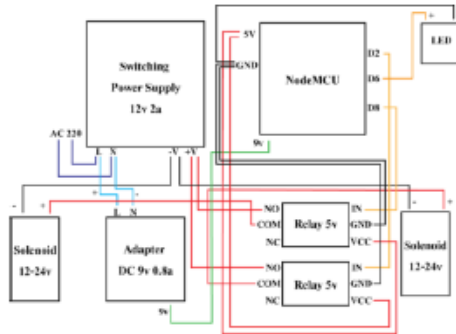 Switching
Power Supply
12v 2a
AC 220
L
N
-V
+V
5V
GND
9v
NodeMCU
D2
D6
D8
+
-
LED
-
+
Solenoid
12-24v
+
-
L
N
Adapter
DC 9v 0.8a
9v
NO
COM
NC
Relay 5v
IN
GND
VCC
NO
COM
NC
Relay 5v
IN
GND
VCC
-
+
Solenoid
12-24v